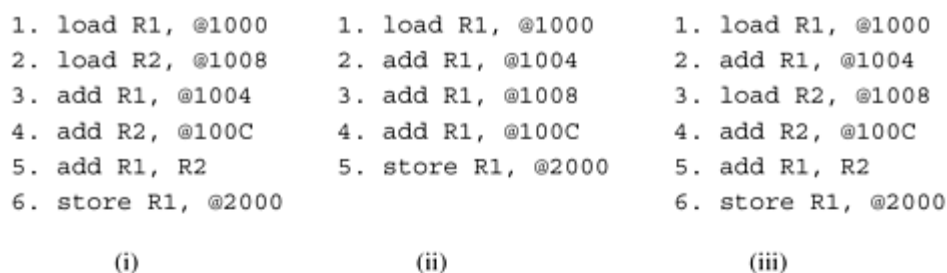 1. load R1, @1000
2. load R2, @1008
3. add R1, @1004
4. add R2, @100C
5. add R1, R2
6. store R1, @2000
(i)
1. load R1, @1000
2. add R1, @1004
3. add R1, @1008
4. add R1, @100C
5. store R1, @2000
(ii)
1. load R1, @1000
2. add R1, @1004
3. load R2, @1008
4. add R2, @100C
5. add R1, R2
6. store R1, @2000
(iii)